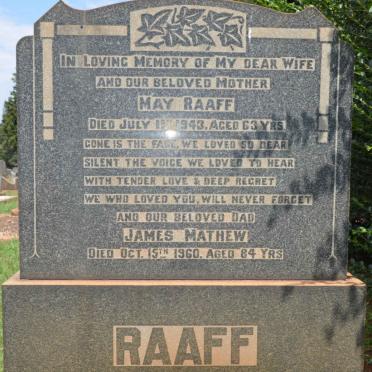 IN LOVING MEMORY OF MY DEAR WIFE
AND OUR BELOVED MOTHER
MAY RAAFF
DIED JULY 1943. AGED 63 YRS
GONE IS THE FACE, WE LOVED SO DEAR
SILENT THE VOICE WE LOVED TO HEAR
WITH TENDER LOVE & DEEP REGRET
WE WHO LOVED YOU, WILL NEVER FORGET
AND OUR BELOVED DAD
JAMES MATHEW
DIED OCT. 15TH 1960. AGED 84 YRS
RAAFF